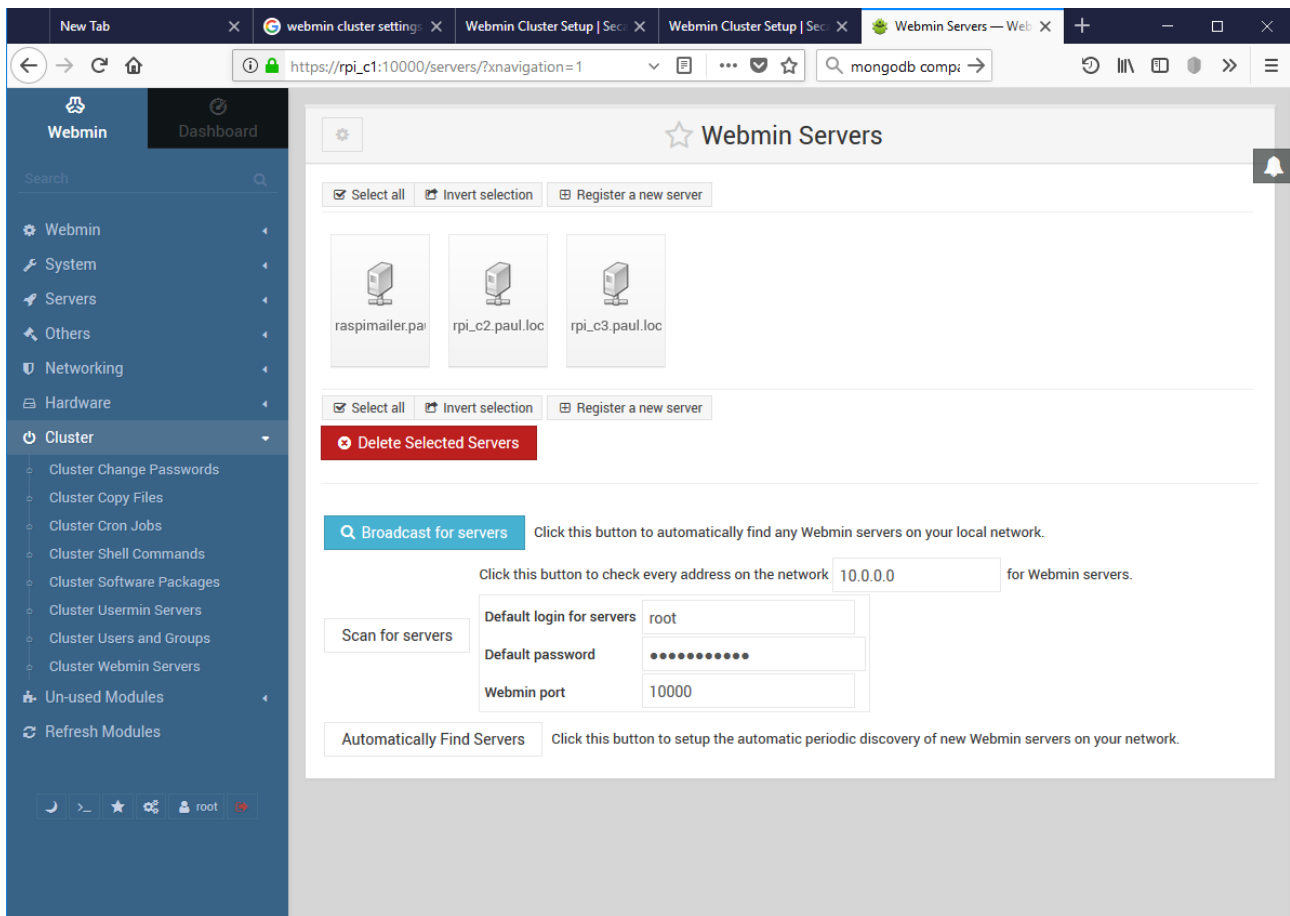 New Tab
webmin cluster settings
Webmin Cluster Setup | Seca
Webmin Cluster Setup | Seca
Webmin Servers — Web
https://rpi_c1:10000/servers/?xnavigation=1
mongodb compa
Webmin
Dashboard
Search
Webmin
System
Servers
Others
Networking
Hardware
Cluster
Cluster Change Passwords
Cluster Copy Files
Cluster Cron Jobs
Cluster Shell Commands
Cluster Software Packages
Cluster Usermin Servers
Cluster Users and Groups
Cluster Webmin Servers
Un-used Modules
Refresh Modules
root
Webmin Servers
Select all Invert selection Register a new server
raspimailer.pau rpi_c2.paul.loc rpi_c3.paul.loc
Select all Invert selection Register a new server
Delete Selected Servers
Broadcast for servers Click this button to automatically find any Webmin servers on your local network.
Click this button to check every address on the network 10.0.0.0 for Webmin servers.
Scan for servers
Default login for servers root
Default password •••••••••••
Webmin port 10000
Automatically Find Servers Click this button to setup the automatic periodic discovery of new Webmin servers on your network.